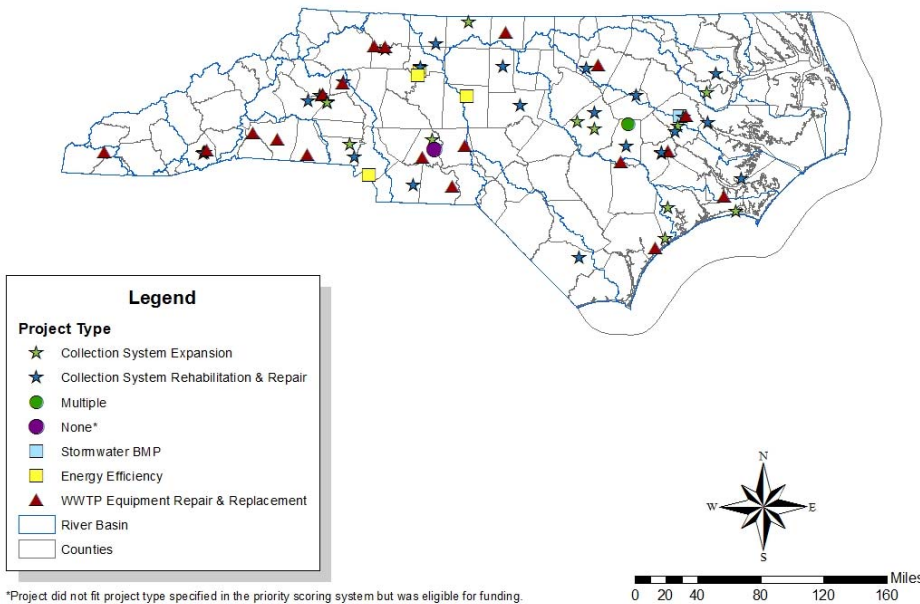 Legend
Project Type
Collection System Expansion
Collection System Rehabilitation & Repair
Multiple
None*
Stormwater BMP
Energy Efficiency
WWTP Equipment Repair & Replacement
River Basin
Counties
N
W E
S
Miles
0 20 40 80 120 160
*Project did not fit project type specified in the priority scoring system but was eligible for funding.